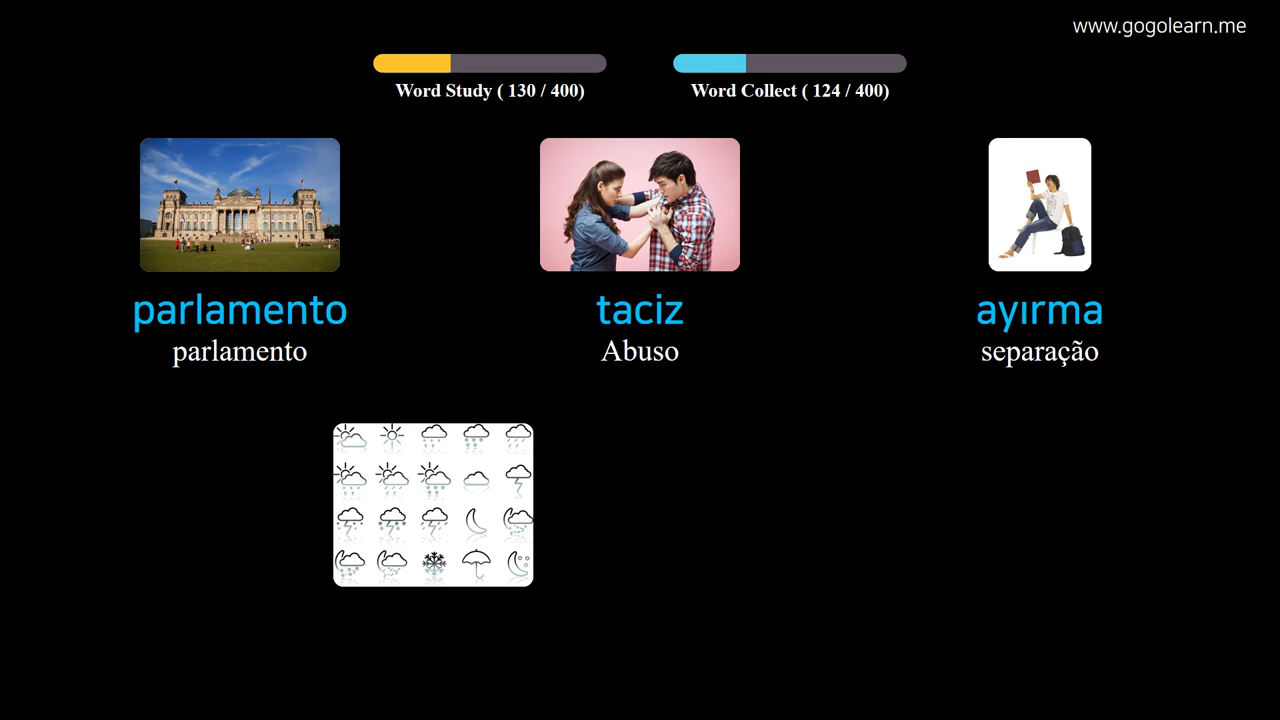 www.gogolearn.me
Word Study ( 130 / 400)
Word Collect ( 124 / 400)
parlamento
parlamento
taciz
Abuso
ayırma
separação